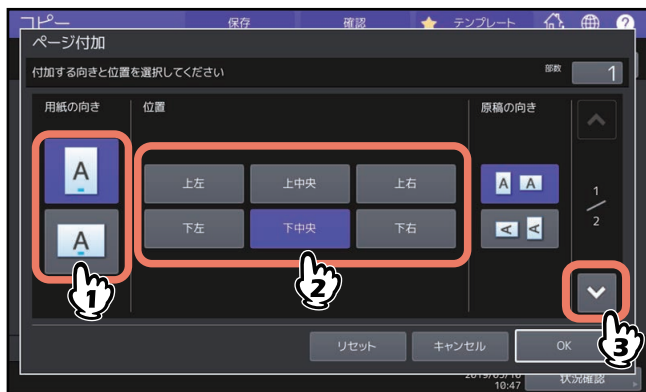 コピー 保存 確認 テンプレート ?
ページ付加
付加する向きと位置を選択してください 部数 1
用紙の向き 位置 原稿の向き
A 上左 上中央 上右 A A
1
/
2
A 下左 下中央 下右 A A
1 2
リセット キャンセル OK 3
10:47 状況確認